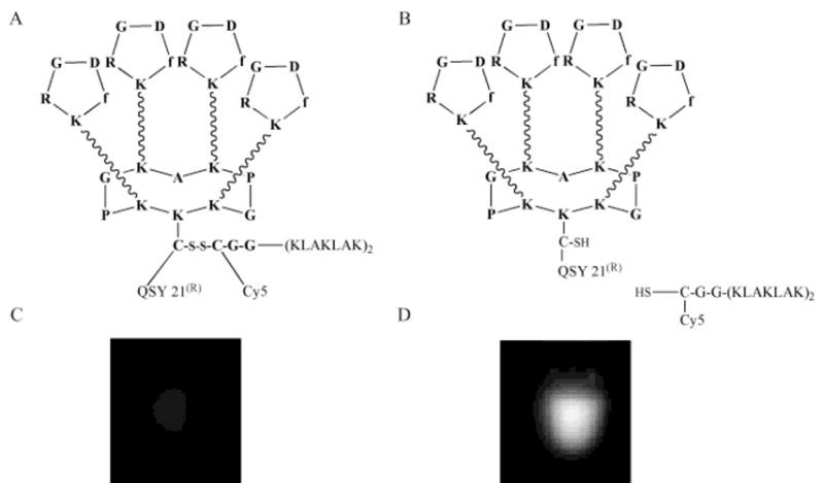 A
G D G D
G D R f R f G D
K K
R f R f
K K
K K
G A P
P K K K G
C-s-s-C-G-G—(KLAKLAK)2
QSY 21(R) Cy5
B
G D G D
G D R f R f G D
K K
R f R f
K K
K K
G A P
P K K K G
C-SH
QSY 21(R)
HS—C-G-G-(KLAKLAK)2
Cy5
C
D